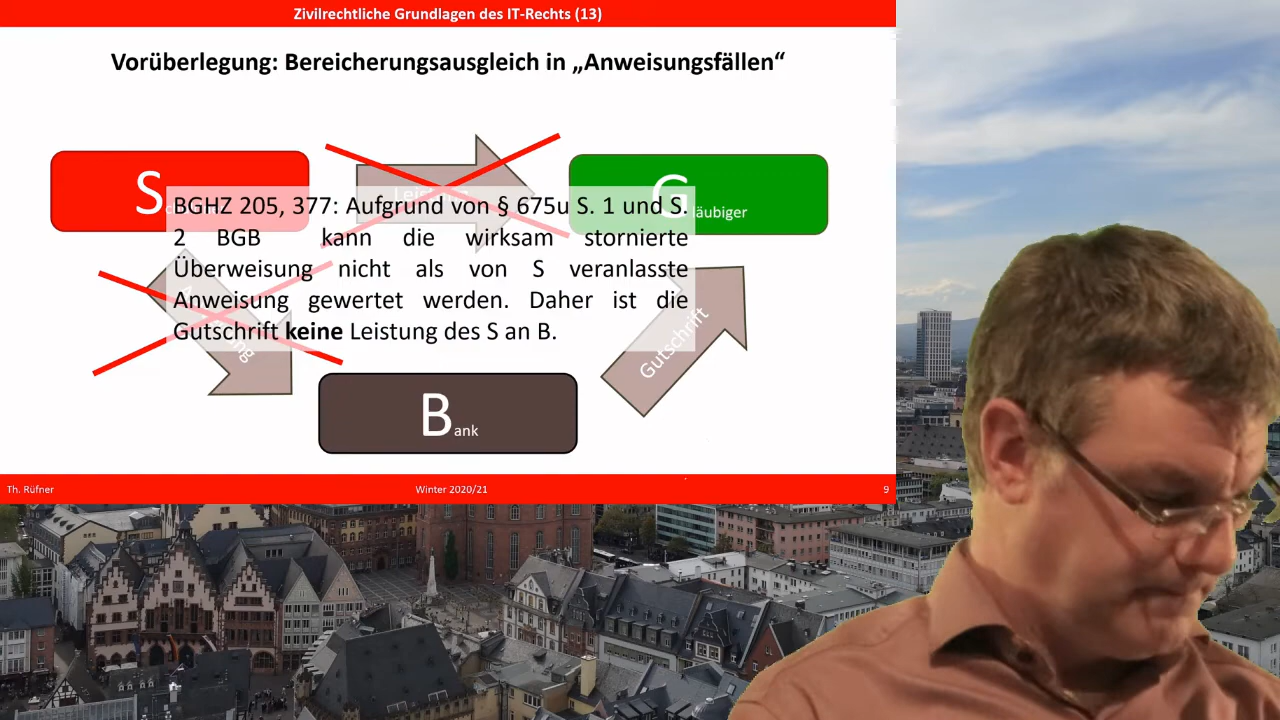 Zivilrechtliche Grundlagen des IT-Rechts (13)
Vorüberlegung: Bereicherungsausgleich in „Anweisungsfällen“
S
G
läubiger
BGHZ 205, 377: Aufgrund von § 675u S. 1 und S.
2 BGB kann die wirksam stornierte
Überweisung nicht als von S veranlasste
Anweisung gewertet werden. Daher ist die
Gutschrift keine Leistung des S an B.
Gutschrift
Bank
Th. Rüfner
Winter 2020/21
9